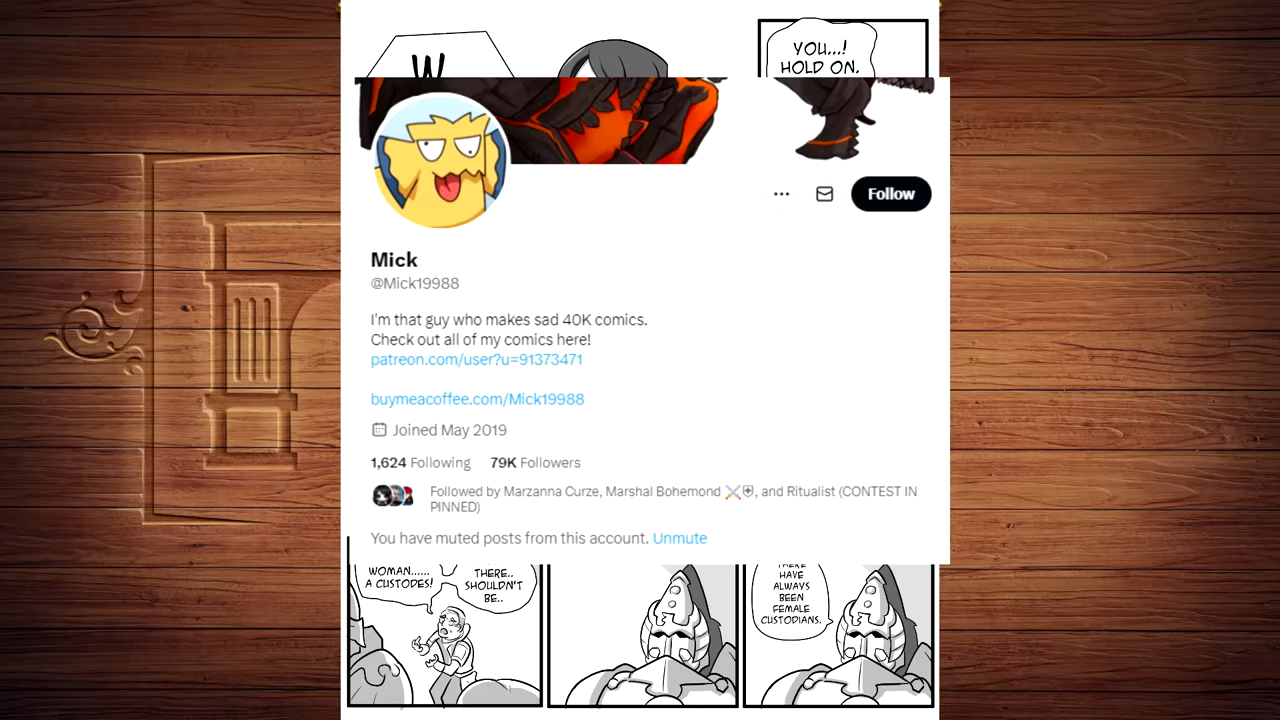 W
YOU...!
HOLD ON.
Follow
Mick
@Mick19988
I'm that guy who makes sad 40K comics.
Check out all of my comics here!
patreon.com/user?u=91373471
buymeacoffee.com/Mick19988
Joined May 2019
1,624 Following 79K Followers
Followed by Marzanna Curze, Marshal Bohemond ⚔️⛨, and Ritualist (CONTEST IN
PINNED)
You have muted posts from this account. Unmute
WOMAN......
A CUSTODES!
THERE..
SHOULDN'T
BE..
THERE
HAVE
ALWAYS
BEEN
FEMALE
CUSTODIANS.